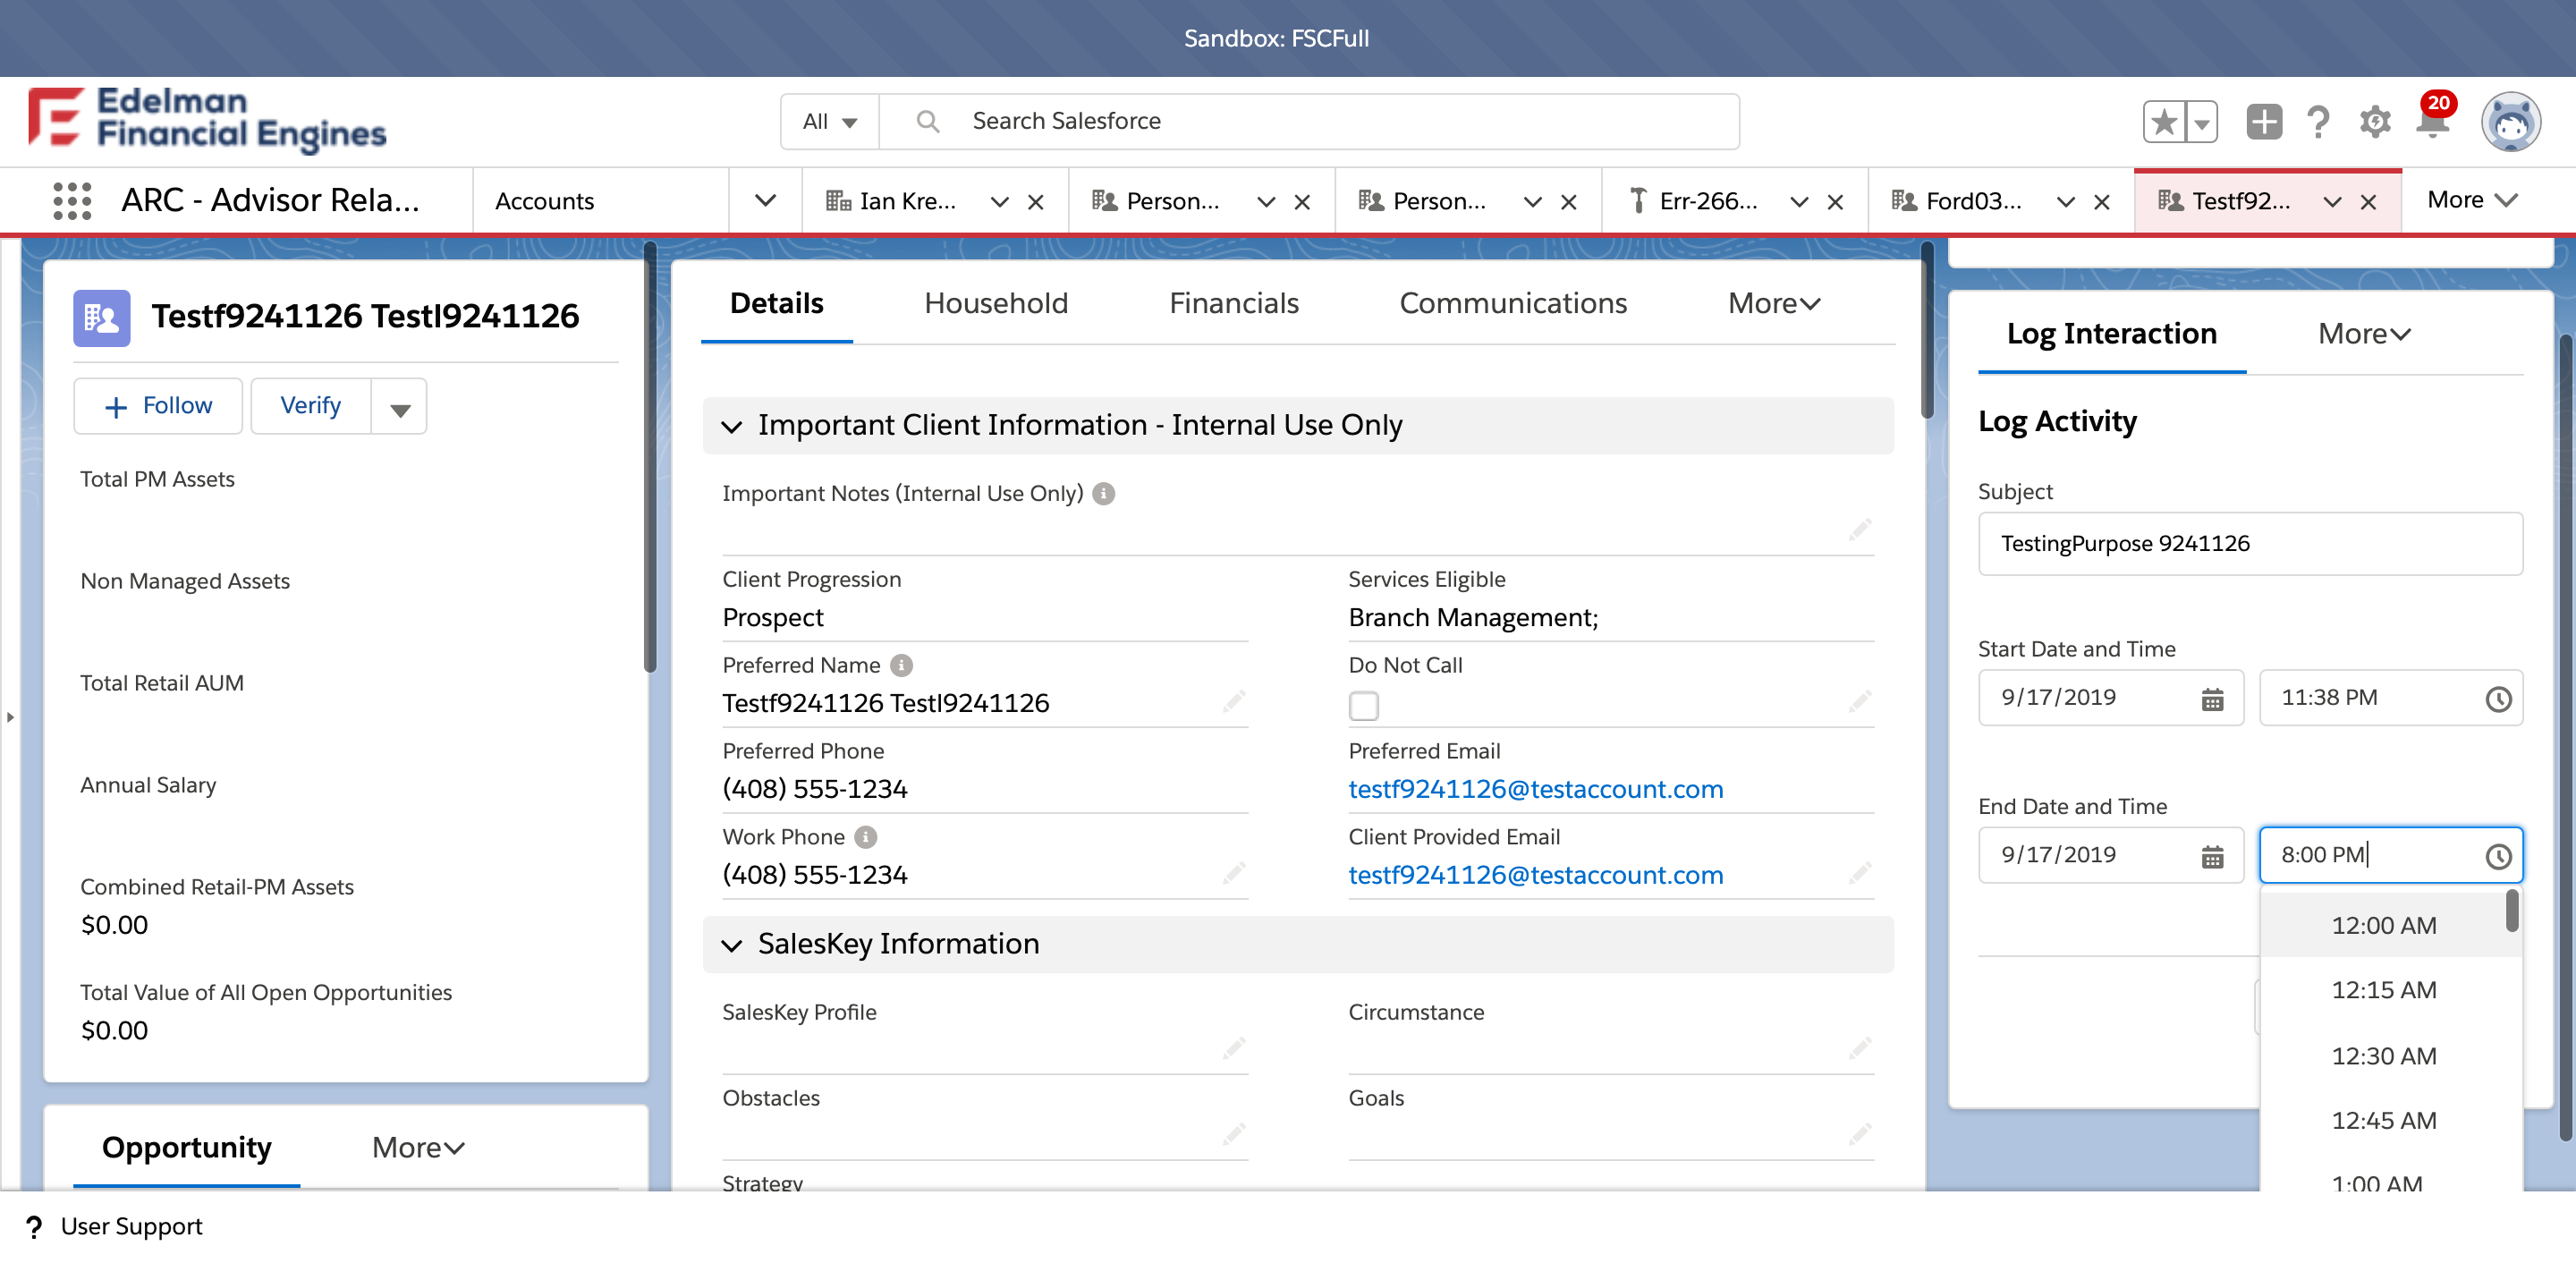 Sandbox: FSCFull
Edelman
Financial Engines
All
Search Salesforce
20
ARC - Advisor Rela...
Accounts
Ian Kre...
Person...
Person...
Err-266...
Ford03...
Testf92...
More
Testf9241126 Testl9241126
Follow
Verify
Total PM Assets
Non Managed Assets
Total Retail AUM
Annual Salary
Combined Retail-PM Assets
$0.00
Total Value of All Open Opportunities
$0.00
Opportunity
More
Details
Household
Financials
Communications
More
Important Client Information - Internal Use Only
Important Notes (Internal Use Only)
Client Progression
Prospect
Services Eligible
Branch Management;
Preferred Name
Testf9241126 Testl9241126
Do Not Call
Preferred Phone
(408) 555-1234
Preferred Email
testf9241126@testaccount.com
Work Phone
(408) 555-1234
Client Provided Email
testf9241126@testaccount.com
SalesKey Information
SalesKey Profile
Circumstance
Obstacles
Goals
Strategy
Log Interaction
More
Log Activity
Subject
TestingPurpose 9241126
Start Date and Time
9/17/2019
11:38 PM
End Date and Time
9/17/2019
8:00 PM
12:00 AM
12:15 AM
12:30 AM
12:45 AM
1:00 AM
? User Support